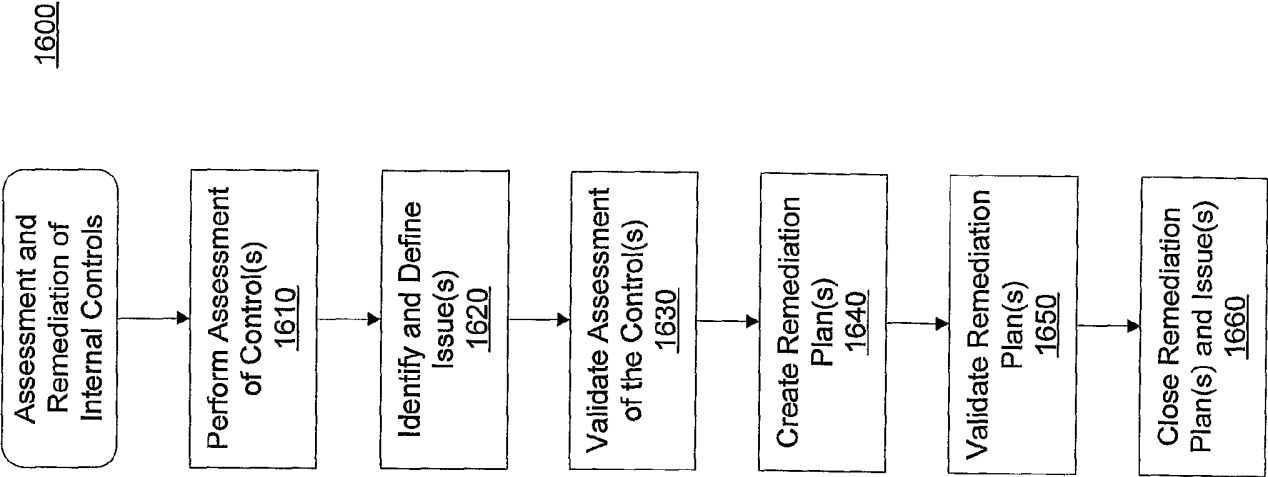 1600
Assessment and
Remediation of
Internal Controls
Perform Assessment
of Control(s)
1610
Identify and Define
Issue(s)
1620
Validate Assessment
of the Control(s)
1630
Create Remediation
Plan(s)
1640
Validate Remediation
Plan(s)
1650
Close Remediation
Plan(s) and Issue(s)
1660